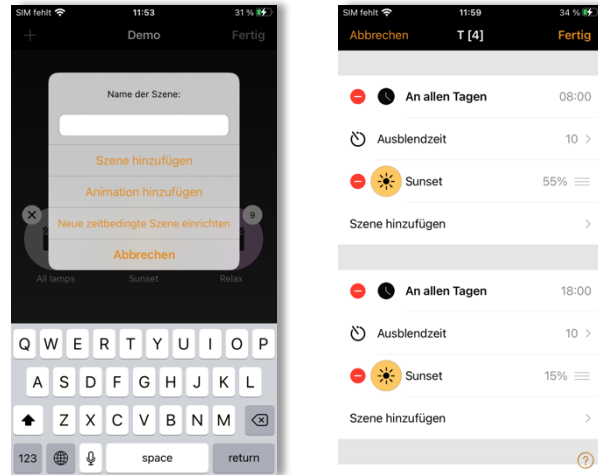 SIM fehlt 11:53 31 %
+ Demo Fertig
Name der Szene:
Szene hinzufügen
Animation hinzufügen
Neue zeitbedingte Szene einrichten
Abbrechen
9
All lamps Sunset Relax
Q W E R T Y U I O P
A S D F G H J K L
Z X C V B N M
123 space return
SIM fehlt 11:59 34 %
Abbrechen T [4] Fertig
An allen Tagen 08:00
Ausblendzeit 10 >
Sunset 55%
Szene hinzufügen >
An allen Tagen 18:00
Ausblendzeit 10 >
Sunset 15%
Szene hinzufügen >
?